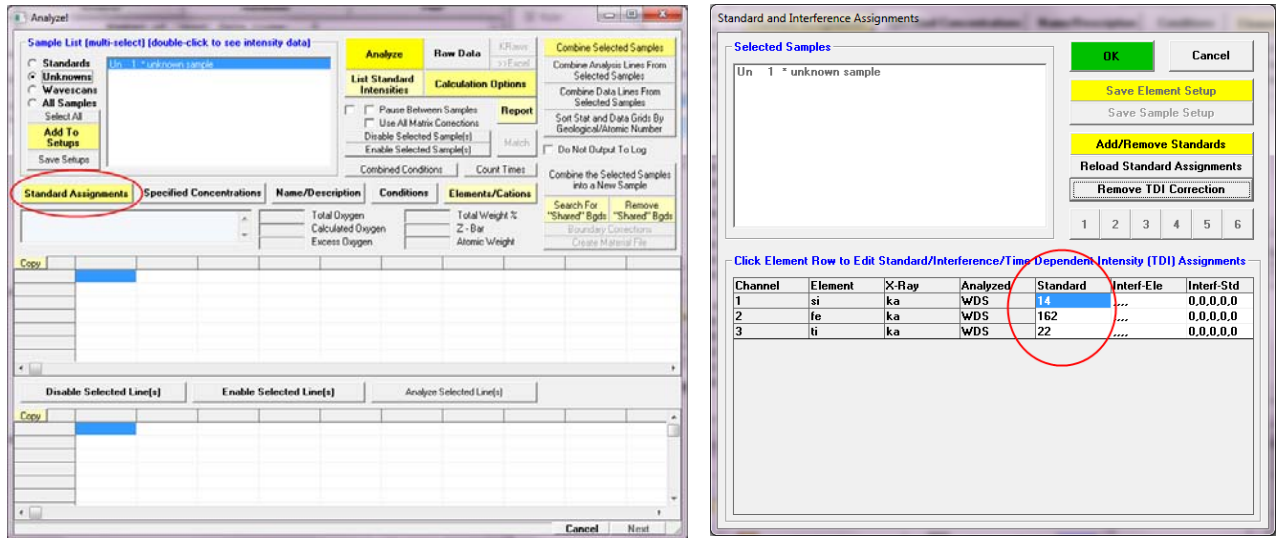 Analyze!
Sample List (multi-select) (double-click to see intensity data)
Standards
Unknowns
Wavescans
All Samples
Select All
Add To Setups
Save Setups
Un 1 * unknown sample
Analyze
Raw Data
KRaws
>>Excel
List Standard Intensities
Calculation Options
Pause Between Samples
Use All Matrix Corrections
Report
Disable Selected Sample(s)
Enable Selected Sample(s)
Match
Combined Conditions
Count Times
Combine Selected Samples
Combine Analysis Lines From Selected Samples
Combine Data Lines From Selected Samples
Sort Stat and Data Grids By Geological/Atomic Number
Do Not Output To Log
Combine the Selected Samples into a New Sample
Search For "Shared" Bgds
Remove "Shared" Bgds
Boundary Corrections
Create Material File
Standard Assignments
Specified Concentrations
Name/Description
Conditions
Elements/Cations
Total Oxygen
Calculated Oxygen
Excess Oxygen
Total Weight %
Z - Bar
Atomic Weight
Copy
Disable Selected Line(s)
Enable Selected Line(s)
Analyze Selected Line(s)
Copy
Cancel
Next
Standard and Interference Assignments
Selected Samples
Un 1 * unknown sample
OK
Cancel
Save Element Setup
Save Sample Setup
Add/Remove Standards
Reload Standard Assignments
Remove TDI Correction
1 2 3 4 5 6
Click Element Row to Edit Standard/Interference/Time Dependent Intensity (TDI) Assignments
Channel Element X-Ray Analyzed Standard Interf-Ele Interf-Std
1 si ka WDS 14 ,,,, 0,0,0,0,0
2 fe ka WDS 162 ,,,, 0,0,0,0,0
3 ti ka WDS 22 ,,,, 0,0,0,0,0